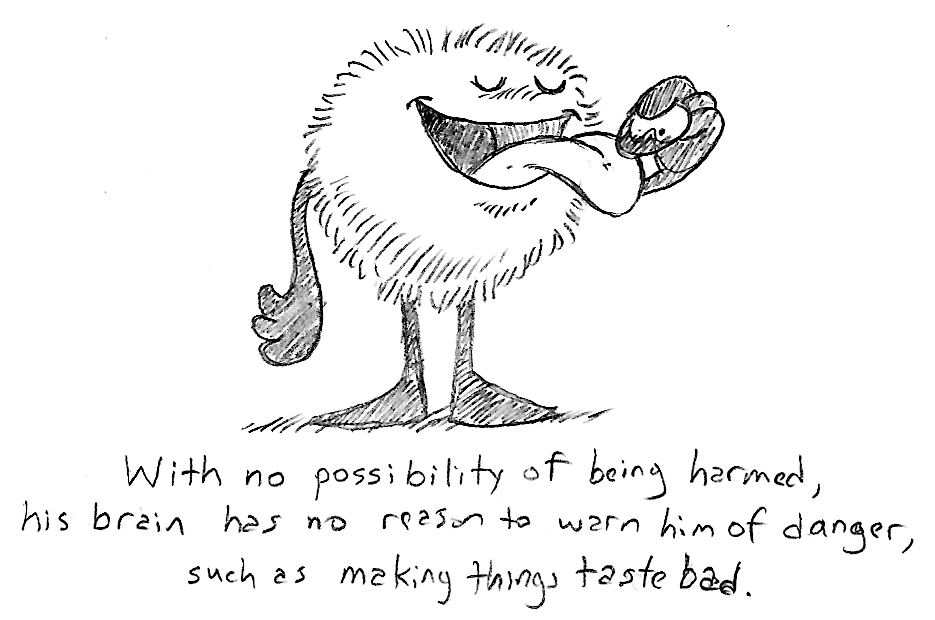 With no possibility of being harmed,
his brain has no reason to warn him of danger,
such as making things taste bad.